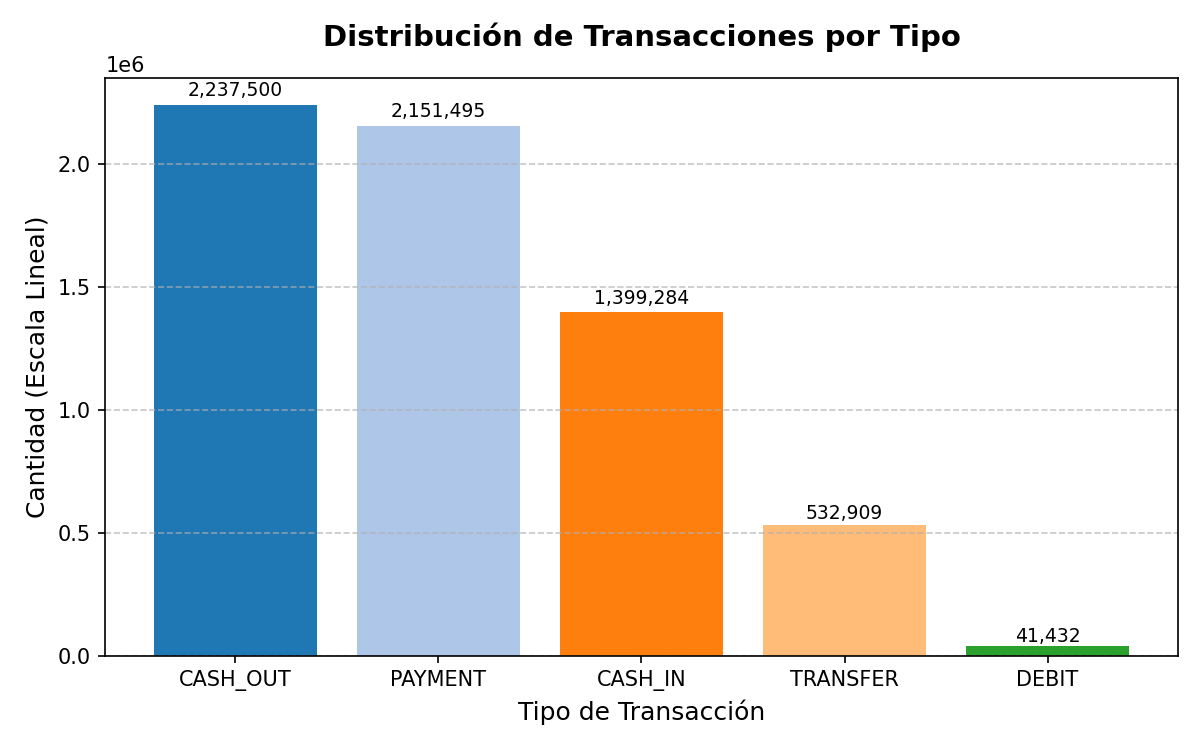 Distribución de Transacciones por Tipo
1e6
2,237,500
2,151,495
2.0
Cantidad (Escala Lineal)
1.5
1,399,284
1.0
532,909
0.5
41,432
0.0
CASH_OUT PAYMENT CASH_IN TRANSFER DEBIT
Tipo de Transacción